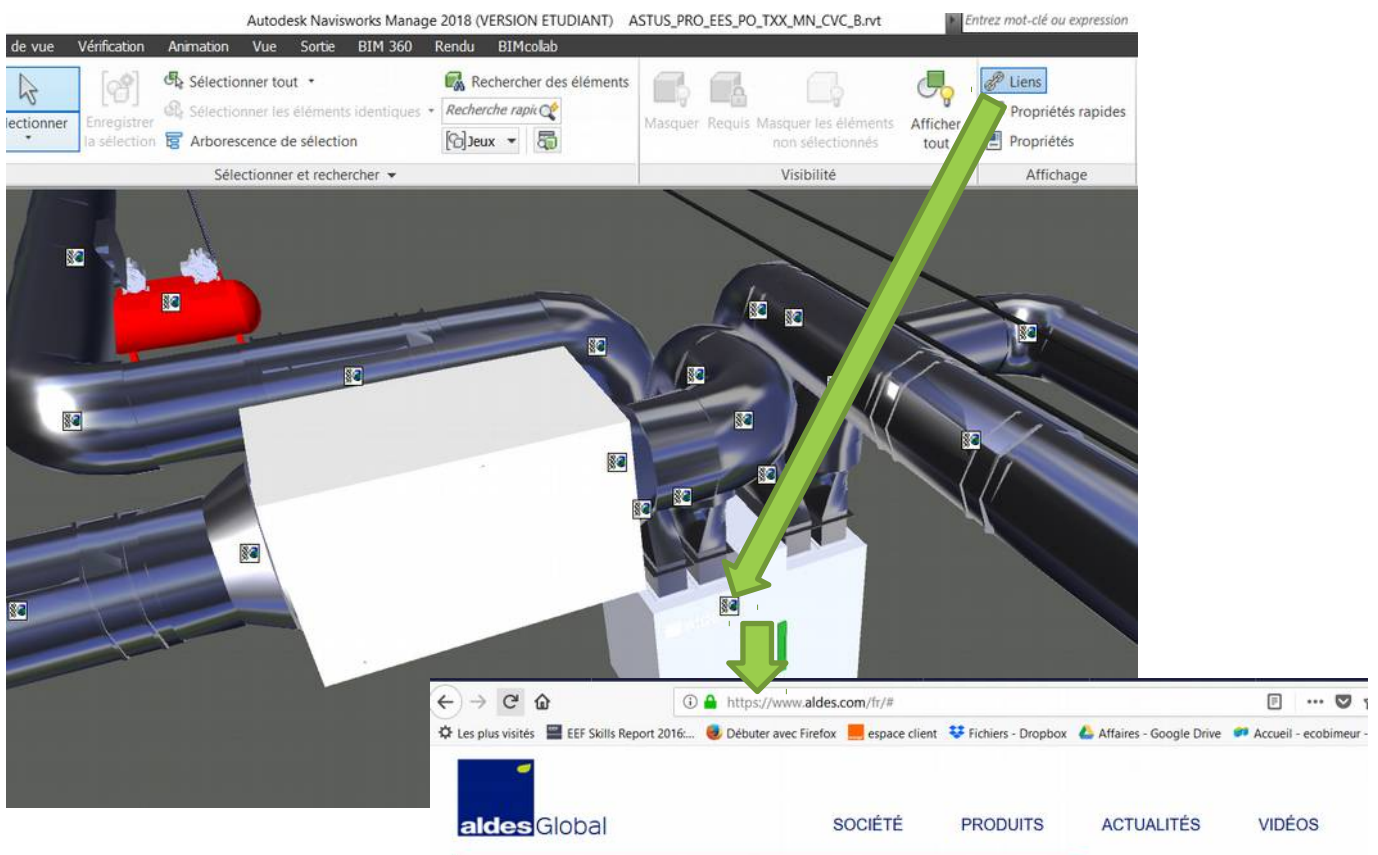 Autodesk Navisworks Manage 2018 (VERSION ETUDIANT) ASTUS_PRO_EES_PO_TXX_MN_CVC_B.rvt
Entrez mot-clé ou expression
de vue Vérification Animation Vue Sortie BIM 360 Rendu BIMcollab
Sélectionner tout
Rechercher des éléments
Liens
Sélectionner les éléments identiques
Recherche rapi
Propriétés rapides
lectionner
Enregistrer
la sélection
Masquer Requis Masquer les éléments
non sélectionnés
Afficher
tout
Arborescence de sélection
Jeux
Propriétés
Sélectionner et rechercher
Visibilité
Affichage
https://www.aldes.com/fr/#
Les plus visités EEF Skills Report 2016:... Débuter avec Firefox espace client Fichiers - Dropbox Affaires - Google Drive Accueil - ecobimeur -
aldes Global
SOCIÉTÉ PRODUITS ACTUALITÉS VIDÉOS